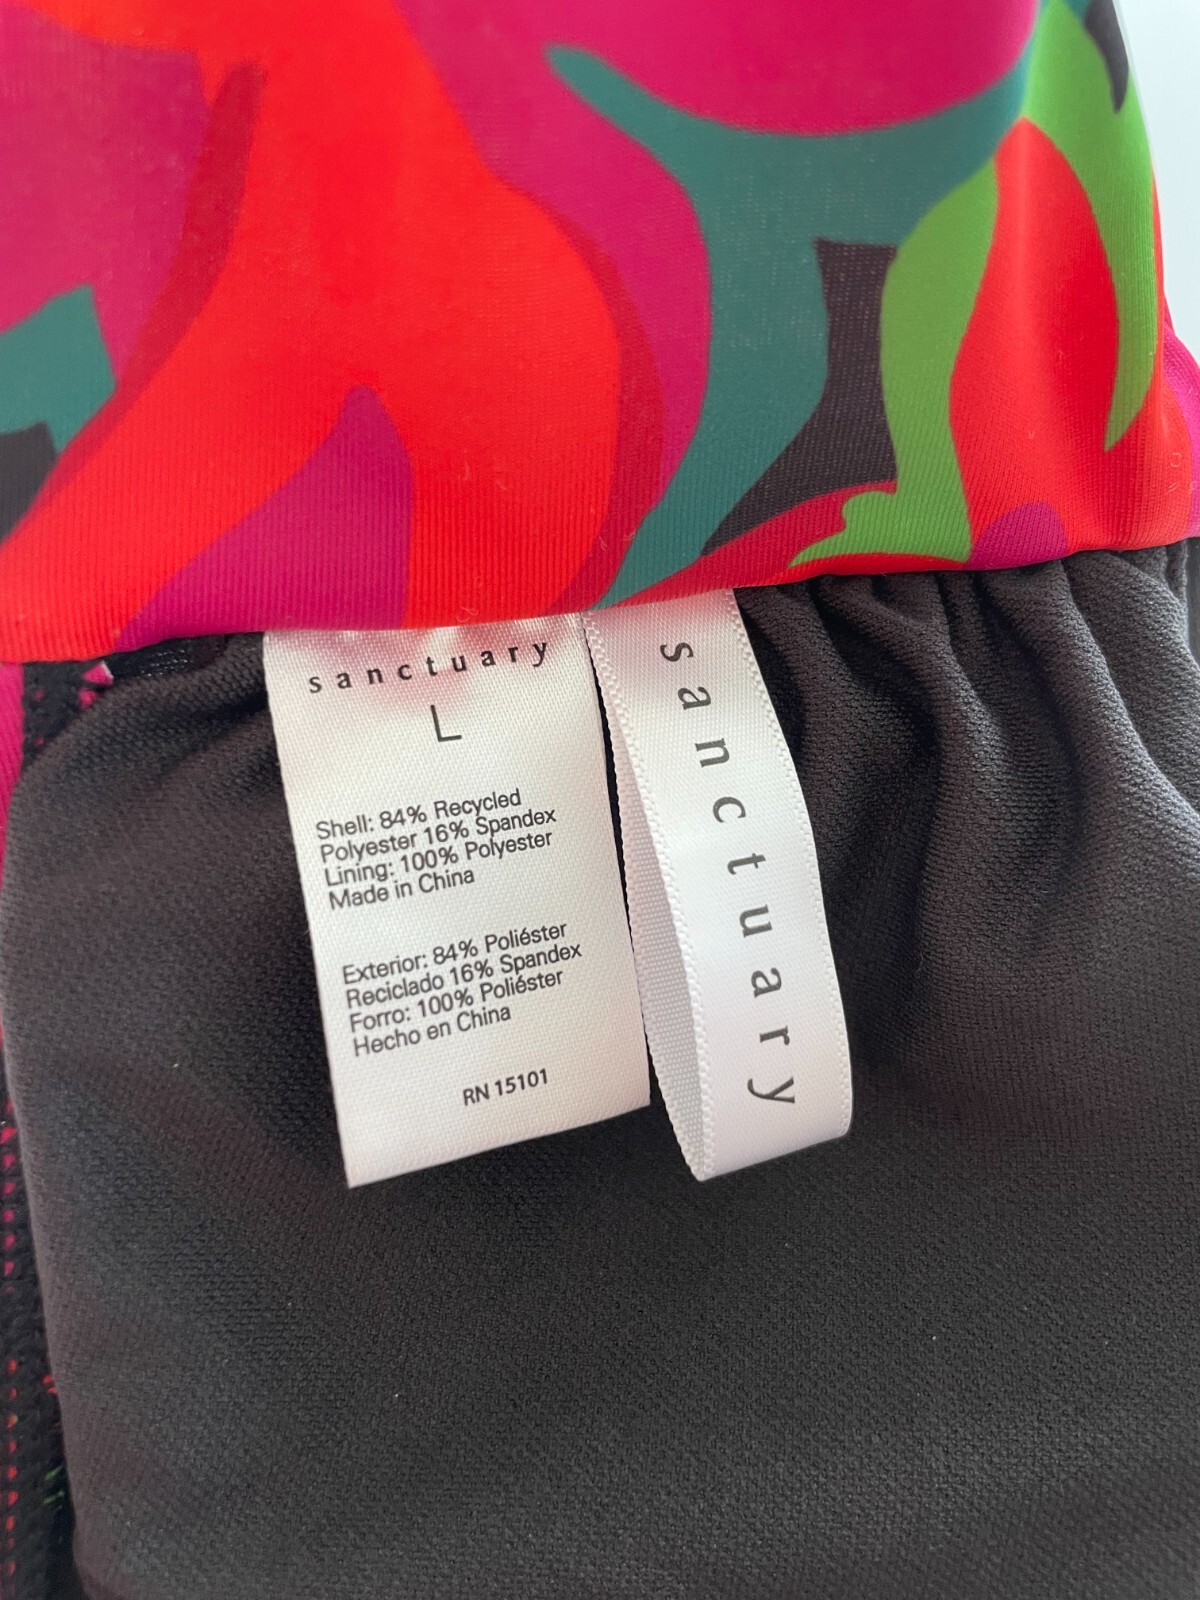 sanctuary
L
Shell: 84% Recycled
Polyester 16% Spandex
Lining: 100% Polyester
Made in China
Exterior: 84% Poliéster
Reciclado 16% Spandex
Forro: 100% Poliéster
Hecho en China
RN 15101
sanctuary